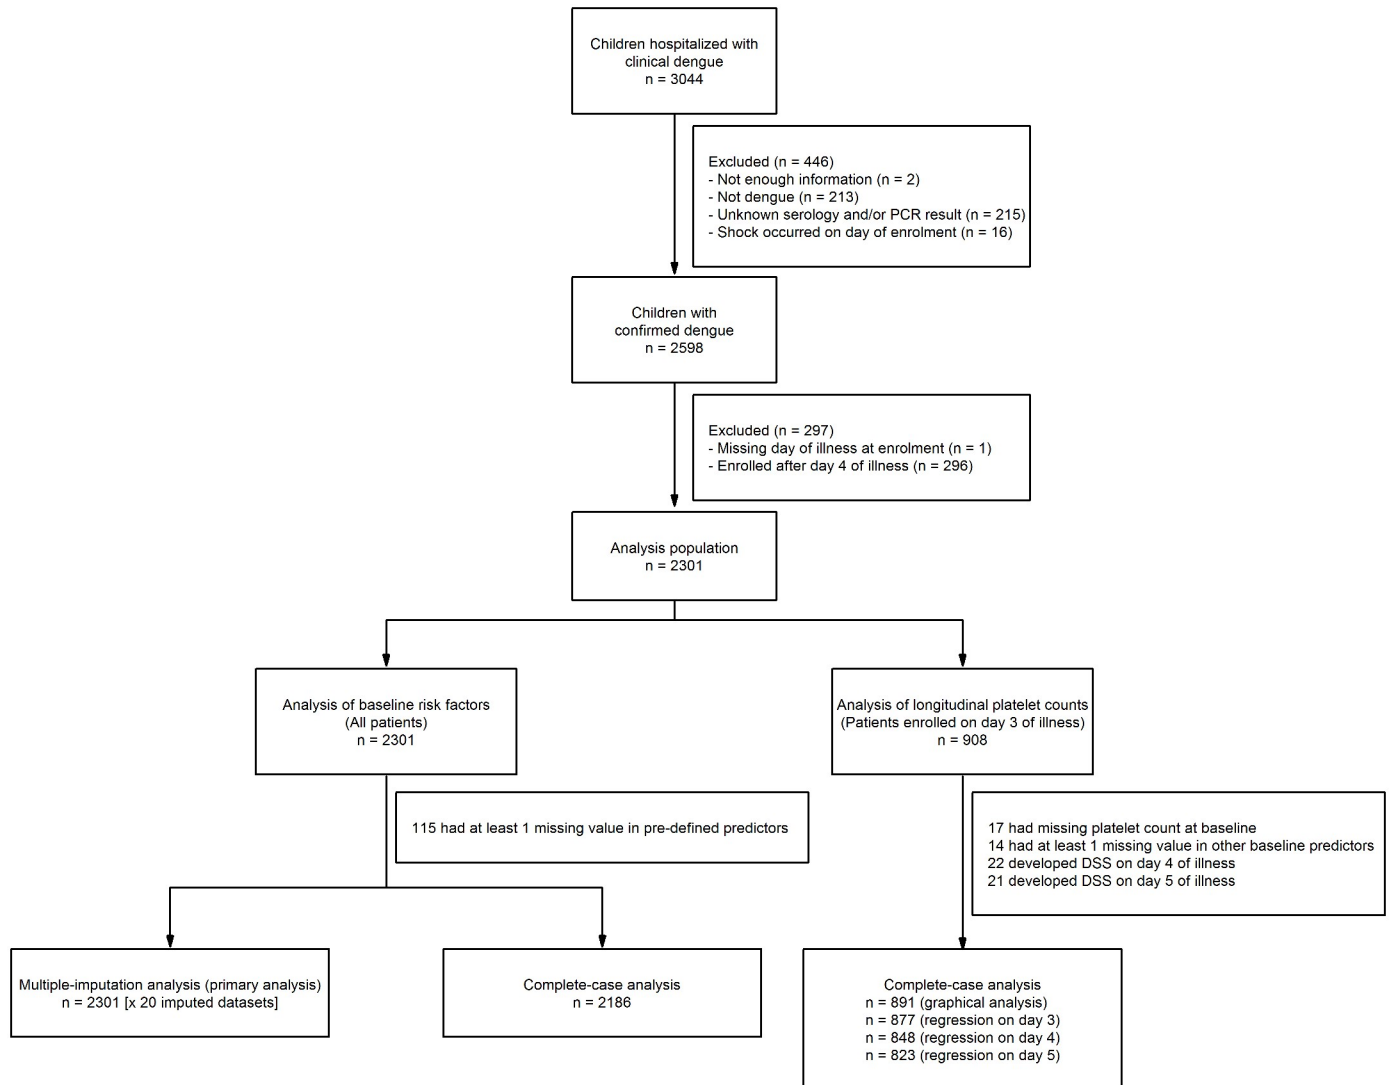 Children hospitalized with
clinical dengue
n = 3044
Excluded (n = 446)
- Not enough information (n = 2)
- Not dengue (n = 213)
- Unknown serology and/or PCR result (n = 215)
- Shock occurred on day of enrolment (n = 16)
Children with
confirmed dengue
n = 2598
Excluded (n = 297)
- Missing day of illness at enrolment (n = 1)
- Enrolled after day 4 of illness (n = 296)
Analysis population
n = 2301
Analysis of baseline risk factors
(All patients)
n = 2301
Analysis of longitudinal platelet counts
(Patients enrolled on day 3 of illness)
n = 908
115 had at least 1 missing value in pre-defined predictors
17 had missing platelet count at baseline
14 had at least 1 missing value in other baseline predictors
22 developed DSS on day 4 of illness
21 developed DSS on day 5 of illness
Multiple-imputation analysis (primary analysis)
n = 2301 [x 20 imputed datasets]
Complete-case analysis
n = 2186
Complete-case analysis
n = 891 (graphical analysis)
n = 877 (regression on day 3)
n = 848 (regression on day 4)
n = 823 (regression on day 5)